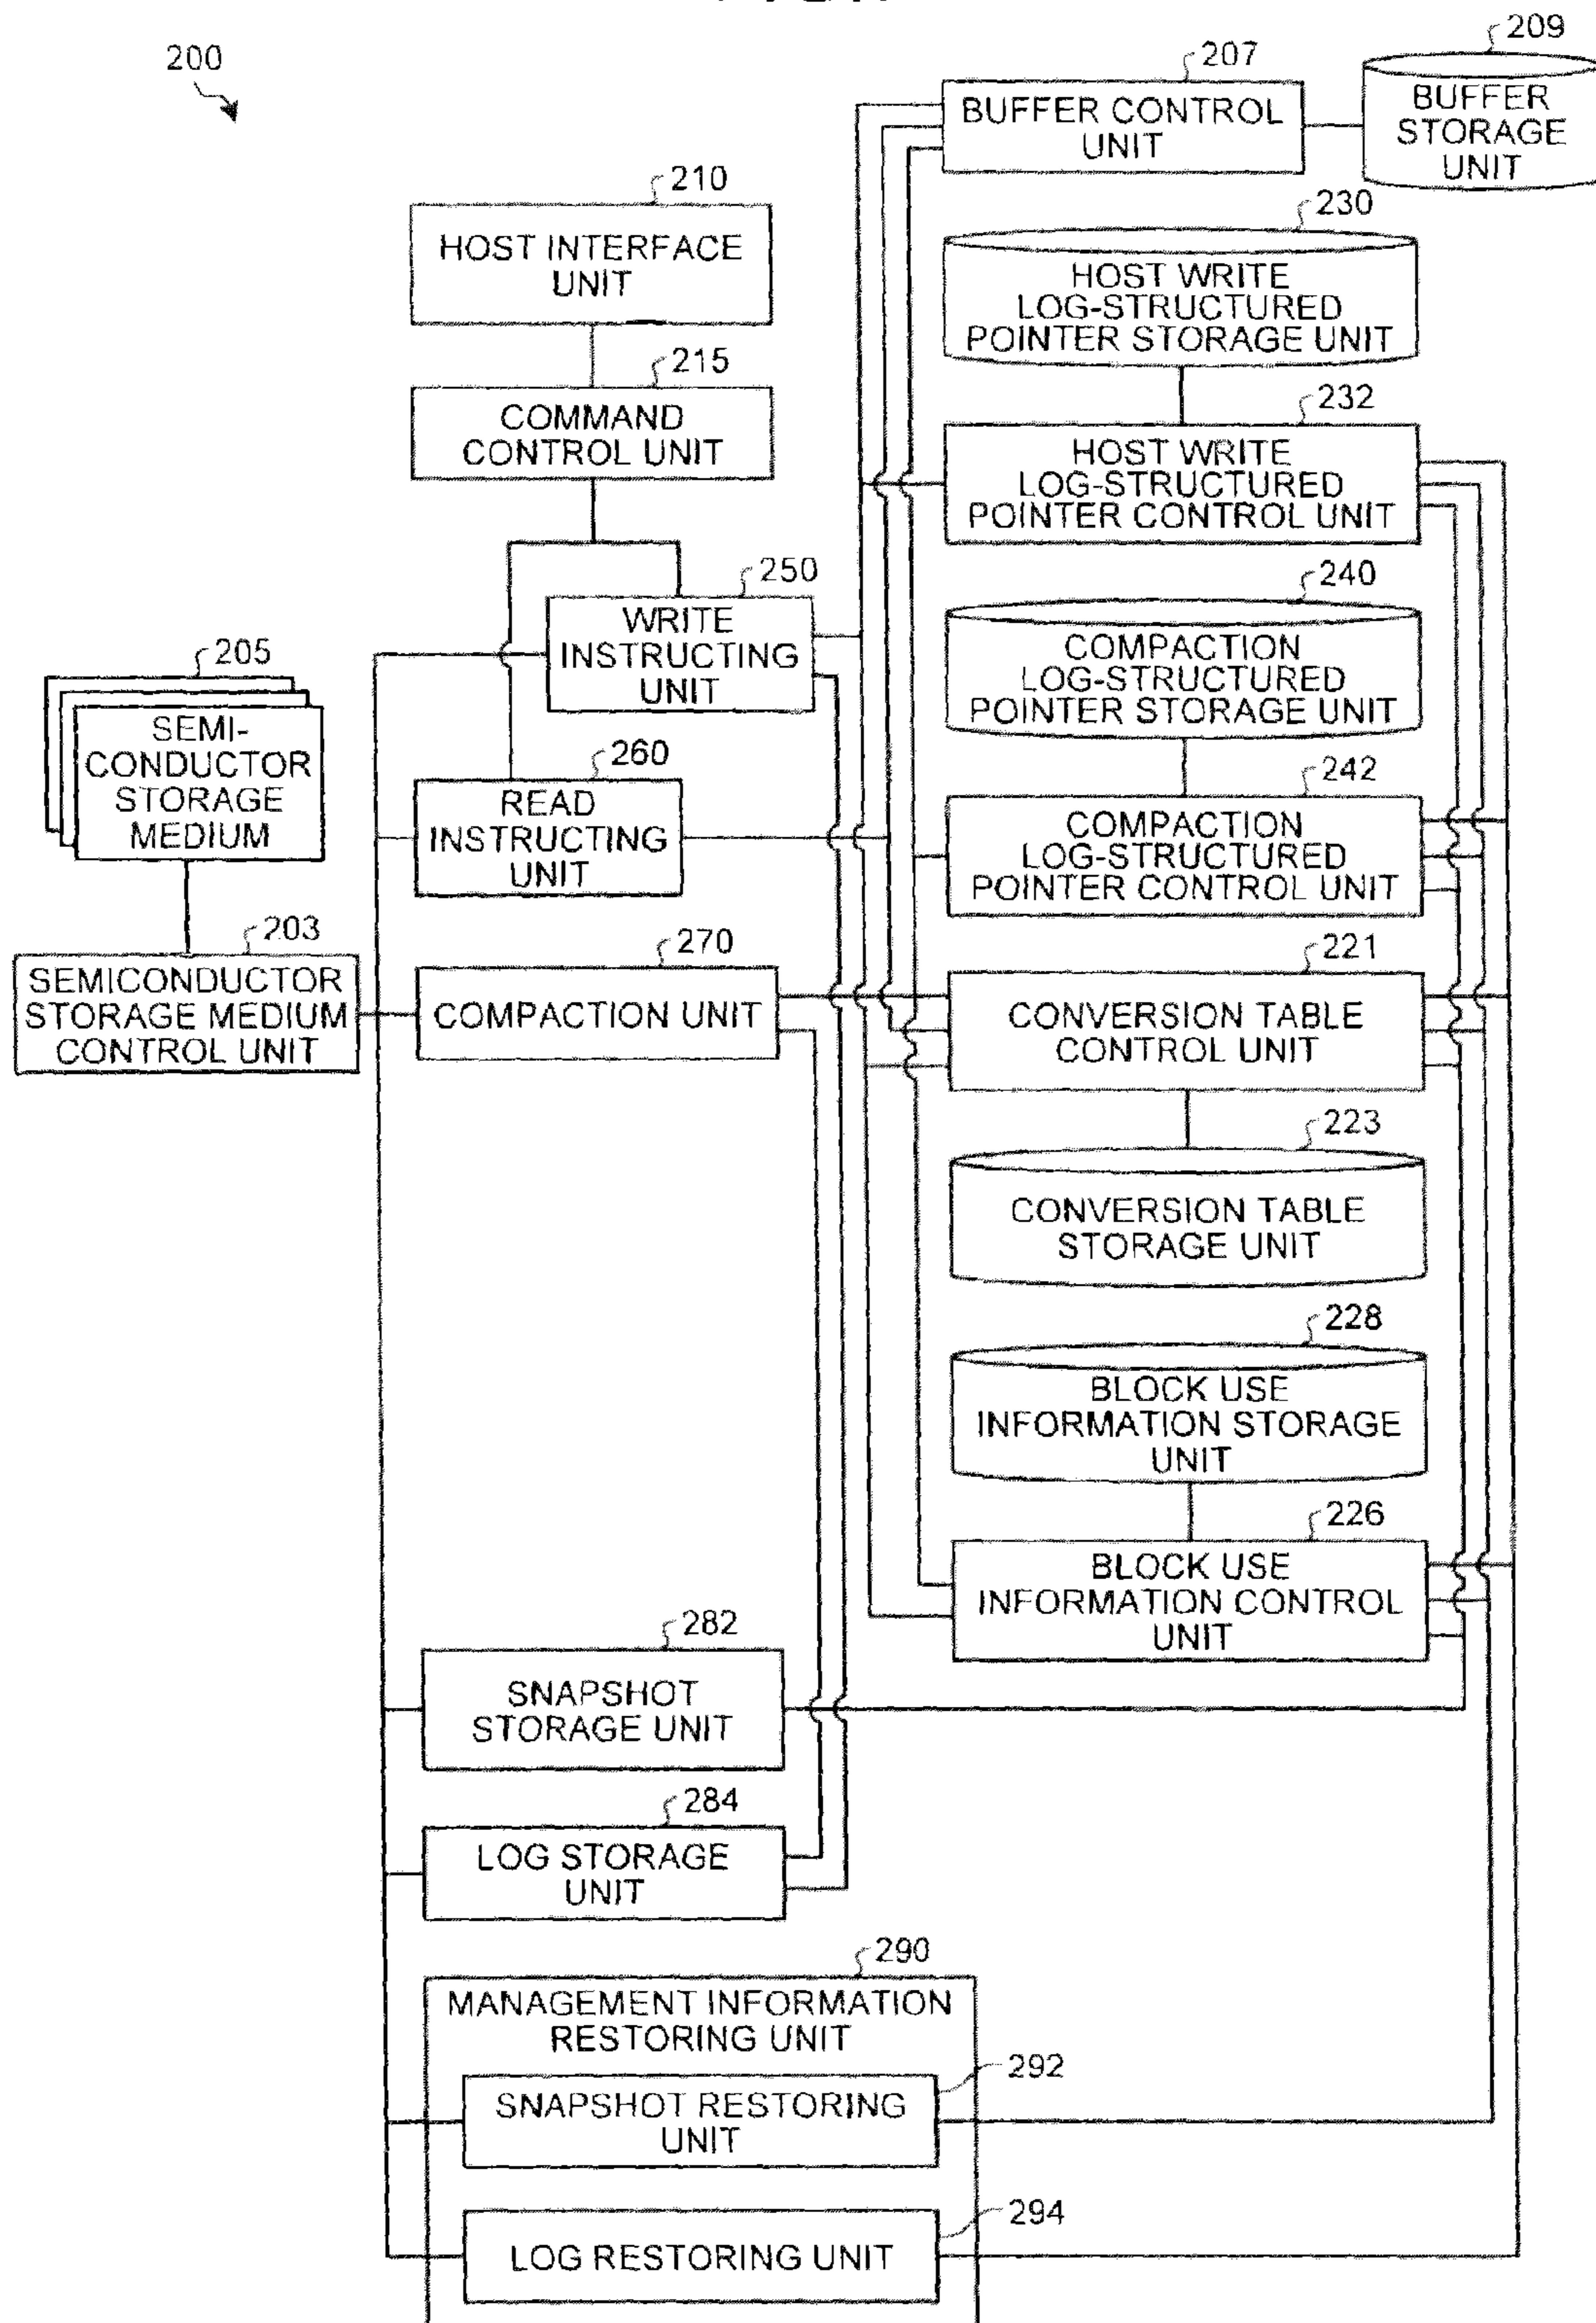 200
209
207
BUFFER CONTROL
UNIT
BUFFER
STORAGE
UNIT
210
HOST INTERFACE
UNIT
230
HOST WRITE
LOG-STRUCTURED
POINTER STORAGE UNIT
215
COMMAND
CONTROL UNIT
232
HOST WRITE
LOG-STRUCTURED
POINTER CONTROL UNIT
250
WRITE
INSTRUCTING
UNIT
240
COMPACTION
LOG-STRUCTURED
POINTER STORAGE UNIT
205
SEMI-
CONDUCTOR
STORAGE
MEDIUM
260
READ
INSTRUCTING
UNIT
242
COMPACTION
LOG-STRUCTURED
POINTER CONTROL UNIT
203
SEMICONDUCTOR
STORAGE MEDIUM
CONTROL UNIT
270
COMPACTION UNIT
221
CONVERSION TABLE
CONTROL UNIT
223
CONVERSION TABLE
STORAGE UNIT
228
BLOCK USE
INFORMATION STORAGE
UNIT
226
BLOCK USE
INFORMATION CONTROL
UNIT
282
SNAPSHOT
STORAGE UNIT
284
LOG STORAGE
UNIT
290
MANAGEMENT INFORMATION
RESTORING UNIT
292
SNAPSHOT RESTORING
UNIT
294
LOG RESTORING UNIT